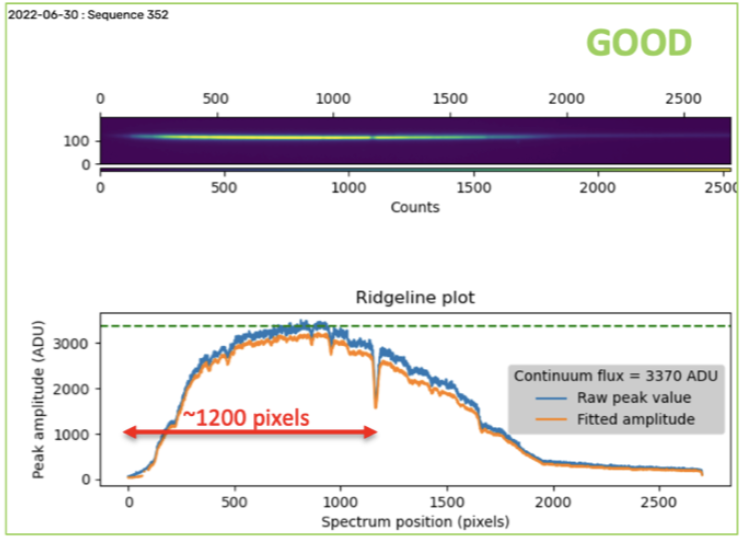 2022-06-30 : Sequence 352
GOOD
0 500 1000 1500 2000 2500
100
0
0 500 1000 1500 2000 2500
Counts
Ridgeline plot
Peak amplitude (ADU)
3000
2000
1000
0
Continuum flux = 3370 ADU
Raw peak value
Fitted amplitude
~1200 pixels
0 500 1000 1500 2000 2500
Spectrum position (pixels)